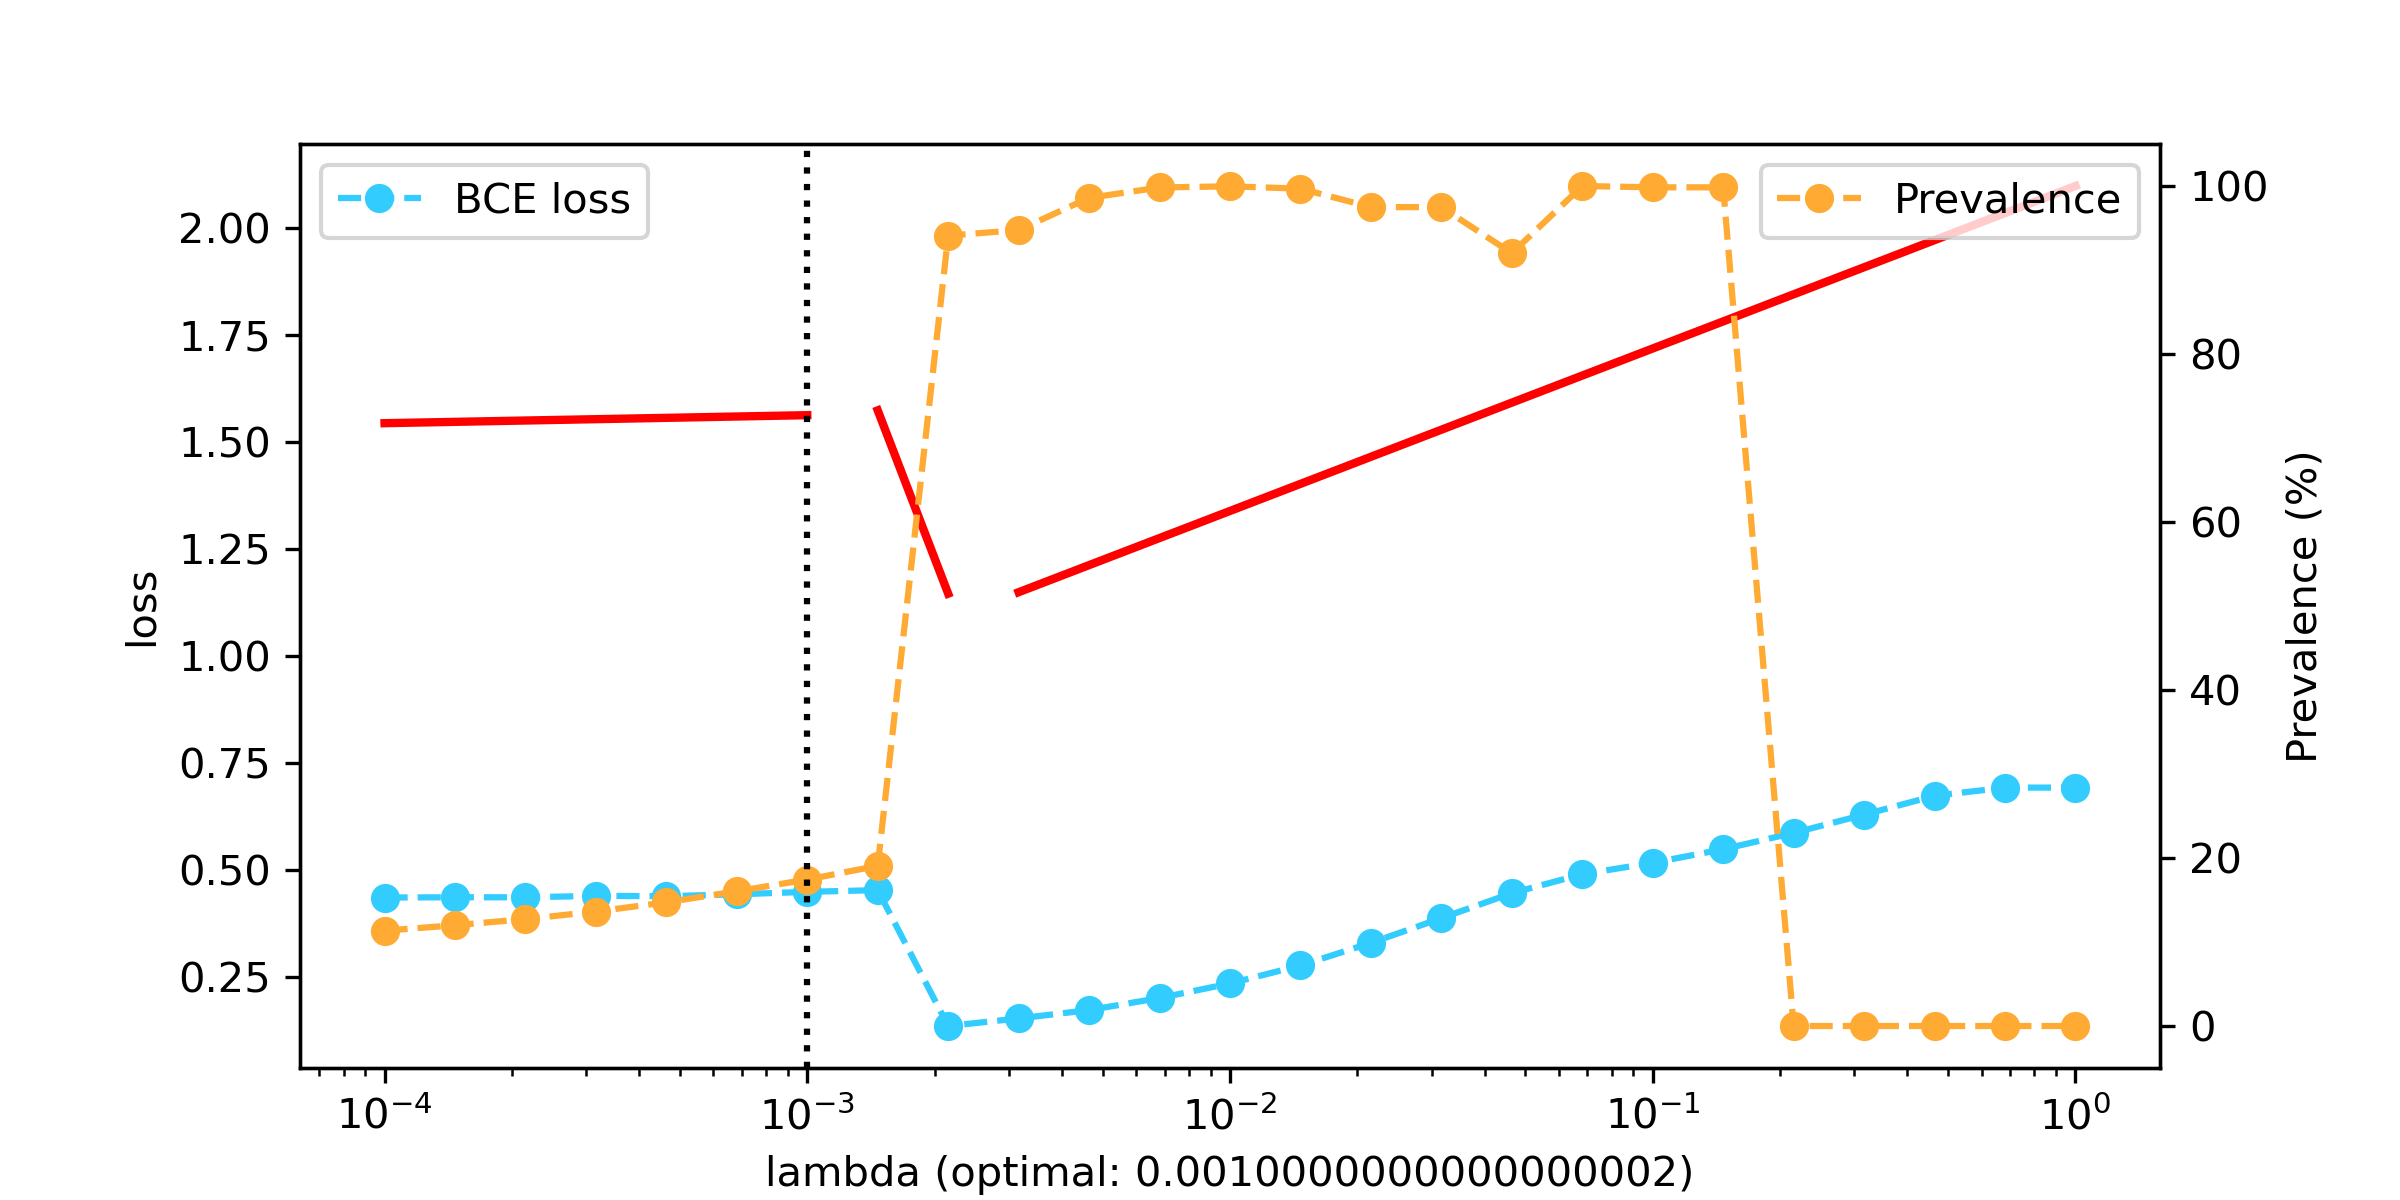 BCE loss
Prevalence
2.00
1.75
1.50
1.25
1.00
0.75
0.50
0.25
loss
100
80
60
40
20
0
Prevalence (%)
10⁻⁴ 10⁻³ 10⁻² 10⁻¹ 10⁰
lambda (optimal: 0.0010000000000000002)